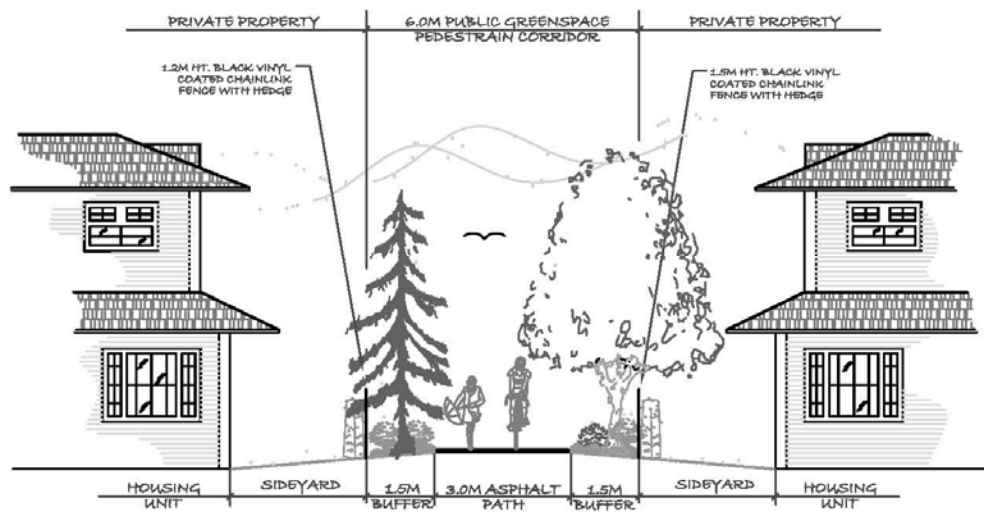 PRIVATE PROPERTY
6.0M PUBLIC GREENSPACE
PEDESTRAIN CORRIDOR
PRIVATE PROPERTY
1.2M HT. BLACK VINYL
COATED CHAINLINK
FENCE WITH HEDGE
1.5M HT. BLACK VINYL
COATED CHAINLINK
FENCE WITH HEDGE
HOUSING
UNIT
SIDEYARD
1.5M
BUFFER
3.0M ASPHALT
PATH
1.5M
BUFFER
SIDEYARD
HOUSING
UNIT